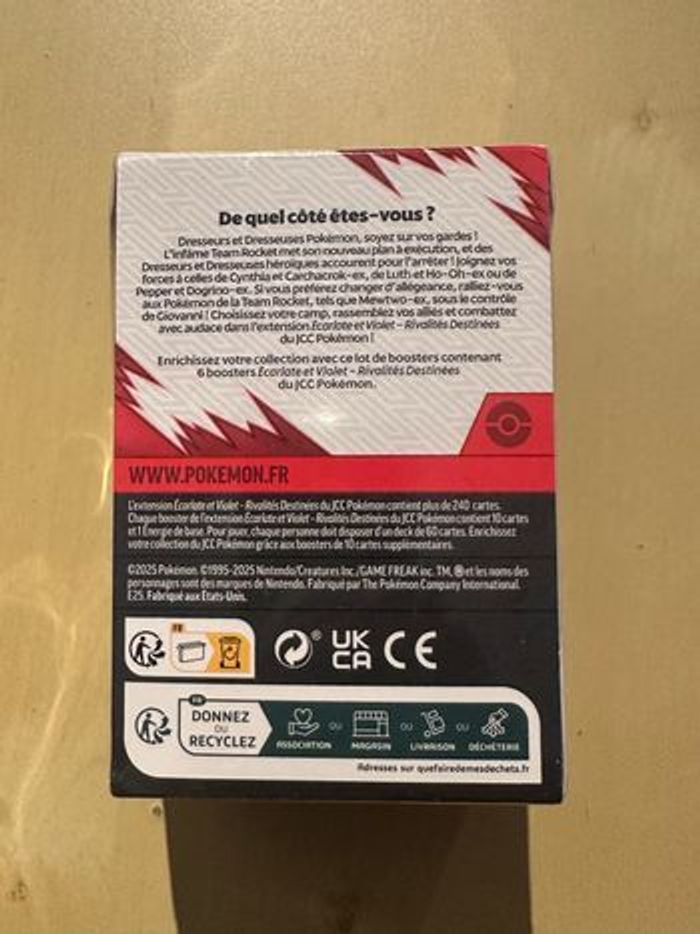 De quel côté êtes-vous ?
Dresseurs et Dresseuses Pokémon, soyez sur vos gardes !
L'infâme Team Rocket met son nouveau plan à exécution, et des
Dresseurs et Dresseuses héroïques accourent pour l'arrêter ! Joignez vos
forces à celles de Cynthia et Carchacrok-ex, de Luth et Ho-Oh-ex ou de
Pepper et Dogrino-ex. Si vous préférez changer d'allégeance, ralliez-vous
aux Pokémon de la Team Rocket, tels que Mewtwo-ex, sous le contrôle
de Giovanni ! Choisissez votre camp, rassemblez vos alliés et combattez
avec audace dans l'extension Écarlate et Violet – Rivalités Destinées
du JCC Pokémon !
Enrichissez votre collection avec ce lot de boosters contenant
6 boosters Écarlate et Violet – Rivalités Destinées
du JCC Pokémon.
WWW.POKEMON.FR
L'extension Écarlate et Violet - Rivalités Destinées du JCC Pokémon contient plus de 240 cartes.
Chaque booster de l'extension Écarlate et Violet - Rivalités Destinées du JCC Pokémon contient 10 cartes
et 1 Énergie de base. Pour jouer, chaque personne doit disposer d'un deck de 60 cartes. Enrichissez
votre collection du JCC Pokémon grâce aux boosters de 10 cartes supplémentaires.
©2025 Pokémon. ©1995-2025 Nintendo/Creatures Inc./GAME FREAK inc. TM, ® et les noms des
personnages sont des marques de Nintendo. Fabriqué par The Pokémon Company International.
E25. Fabriqué aux États-Unis.
FR
® UK CA CE
FR
DONNEZ
OU
RECYCLEZ
ASSOCIATION OU MAGASIN OU LIVRAISON OU DÉCHÈTERIE
Adresses sur quefairedemesdechets.fr